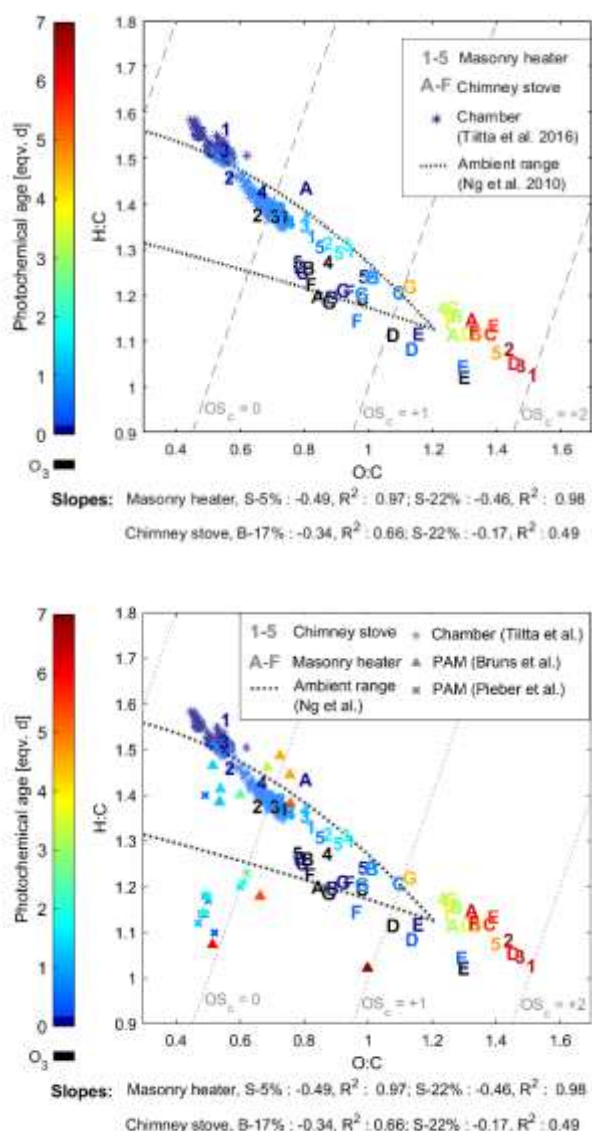 7
6
5
4
3
2
1
0
Photochemical age [eqv. d]
O3
1.8
1.7
1.6
1.5
1.4
1.3
1.2
1.1
1
0.9
H:C
1-5 Masonry heater
A-F Chimney stove
Chamber
(Tiitta et al. 2016)
Ambient range
(Ng et al. 2010)
OSc = 0
OSc = +1
OSc = +2
0.4 0.6 0.8 1 1.2 1.4 1.6
O:C
Slopes: Masonry heater, S-5% : -0.49, R2 : 0.97; S-22% : -0.46, R2 : 0.98
Chimney stove, B-17% : -0.34, R2 : 0.66; S-22% : -0.17, R2 : 0.49
7
6
5
4
3
2
1
0
Photochemical age [eqv. d]
O3
1.8
1.7
1.6
1.5
1.4
1.3
1.2
1.1
1
0.9
H:C
1-5 Chimney stove
A-F Masonry heater
Ambient range
(Ng et al.)
Chamber (Tiitta et al.)
PAM (Bruns et al.)
PAM (Pieber et al.)
OSc = 0
OSc = +1
OSc = +2
0.4 0.6 0.8 1 1.2 1.4 1.6
O:C
Slopes: Masonry heater, S-5% : -0.49, R2 : 0.97; S-22% : -0.46, R2 : 0.98
Chimney stove, B-17% : -0.34, R2 : 0.66; S-22% : -0.17, R2 : 0.49